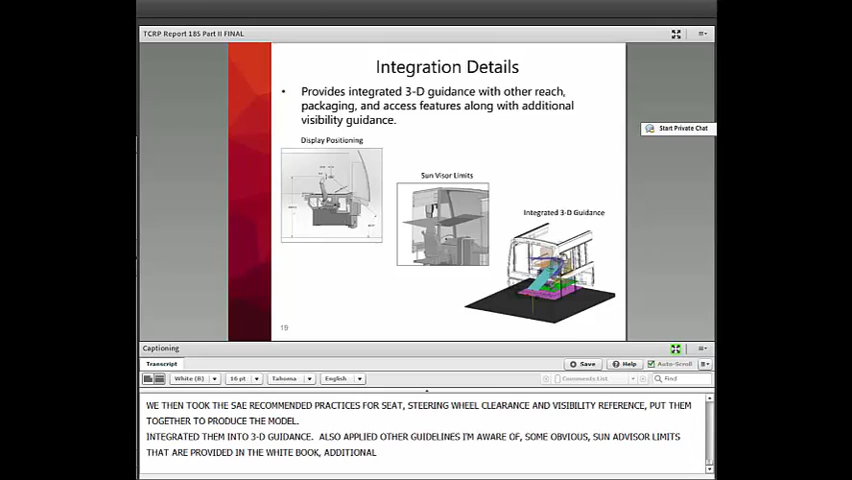 TCRP Report 185 Part II FINAL
Integration Details
• Provides integrated 3-D guidance with other reach,
packaging, and access features along with additional
visibility guidance.
Start Private Chat
Display Positioning
Sun Visor Limits
Integrated 3-D Guidance
19
Captioning
Transcript
Save
Help
Auto-Scroll
White (B)
16 pt
Tahoma
English
Comments List
Find
WE THEN TOOK THE SAE RECOMMENDED PRACTICES FOR SEAT, STEERING WHEEL CLEARANCE AND VISIBILITY REFERENCE, PUT THEM
TOGETHER TO PRODUCE THE MODEL.
INTEGRATED THEM INTO 3-D GUIDANCE. ALSO APPLIED OTHER GUIDELINES I'M AWARE OF, SOME OBVIOUS, SUN ADVISOR LIMITS
THAT ARE PROVIDED IN THE WHITE BOOK, ADDITIONAL